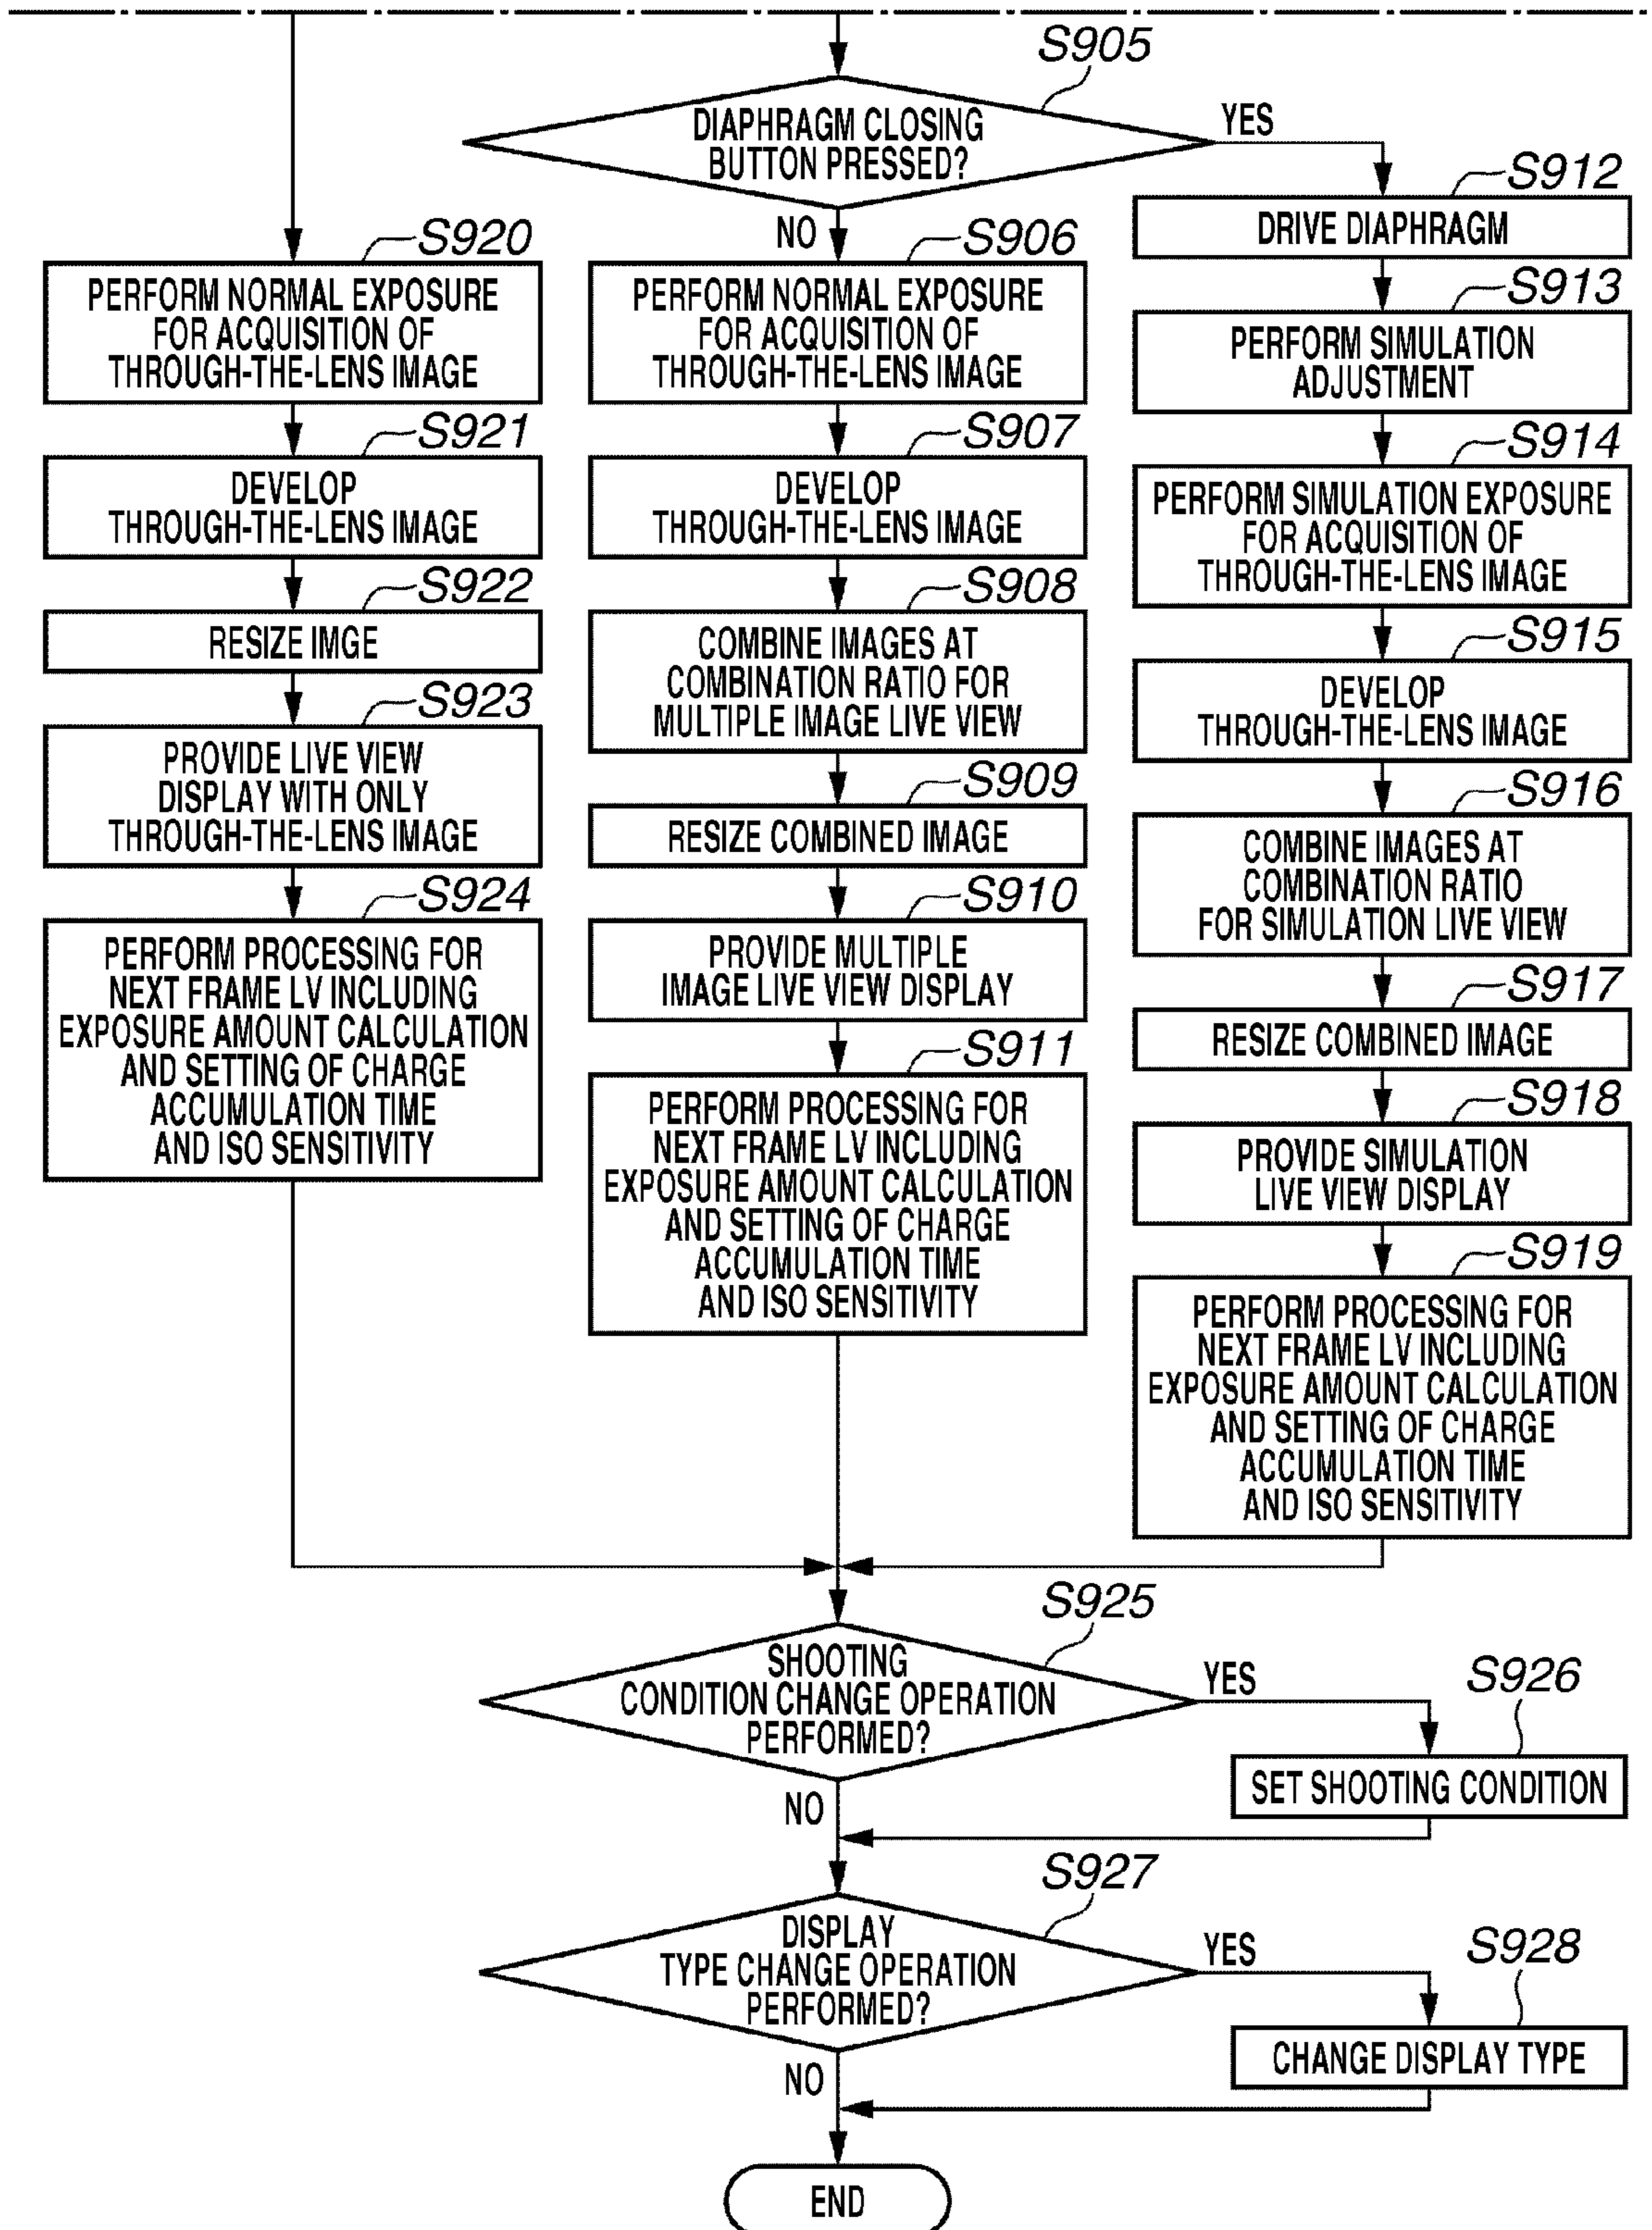 S905
DIAPHRAGM CLOSING
BUTTON PRESSED?
YES
NO
S920
PERFORM NORMAL EXPOSURE
FOR ACQUISITION OF
THROUGH-THE-LENS IMAGE
S921
DEVELOP
THROUGH-THE-LENS IMAGE
S922
RESIZE IMGE
S923
PROVIDE LIVE VIEW
DISPLAY WITH ONLY
THROUGH-THE-LENS IMAGE
S924
PERFORM PROCESSING FOR
NEXT FRAME LV INCLUDING
EXPOSURE AMOUNT CALCULATION
AND SETTING OF CHARGE
ACCUMULATION TIME
AND ISO SENSITIVITY
S906
PERFORM NORMAL EXPOSURE
FOR ACQUISITION OF
THROUGH-THE-LENS IMAGE
S907
DEVELOP
THROUGH-THE-LENS IMAGE
S908
COMBINE IMAGES AT
COMBINATION RATIO FOR
MULTIPLE IMAGE LIVE VIEW
S909
RESIZE COMBINED IMAGE
S910
PROVIDE MULTIPLE
IMAGE LIVE VIEW DISPLAY
S911
PERFORM PROCESSING FOR
NEXT FRAME LV INCLUDING
EXPOSURE AMOUNT CALCULATION
AND SETTING OF CHARGE
ACCUMULATION TIME
AND ISO SENSITIVITY
S912
DRIVE DIAPHRAGM
S913
PERFORM SIMULATION
ADJUSTMENT
S914
PERFORM SIMULATION EXPOSURE
FOR ACQUISITION OF
THROUGH-THE-LENS IMAGE
S915
DEVELOP
THROUGH-THE-LENS IMAGE
S916
COMBINE IMAGES AT
COMBINATION RATIO
FOR SIMULATION LIVE VIEW
S917
RESIZE COMBINED IMAGE
S918
PROVIDE SIMULATION
LIVE VIEW DISPLAY
S919
PERFORM PROCESSING FOR
NEXT FRAME LV INCLUDING
EXPOSURE AMOUNT CALCULATION
AND SETTING OF CHARGE
ACCUMULATION TIME
AND ISO SENSITIVITY
S925
SHOOTING
CONDITION CHANGE OPERATION
PERFORMED?
YES
NO
S926
SET SHOOTING CONDITION
S927
DISPLAY
TYPE CHANGE OPERATION
PERFORMED?
YES
NO
S928
CHANGE DISPLAY TYPE
END